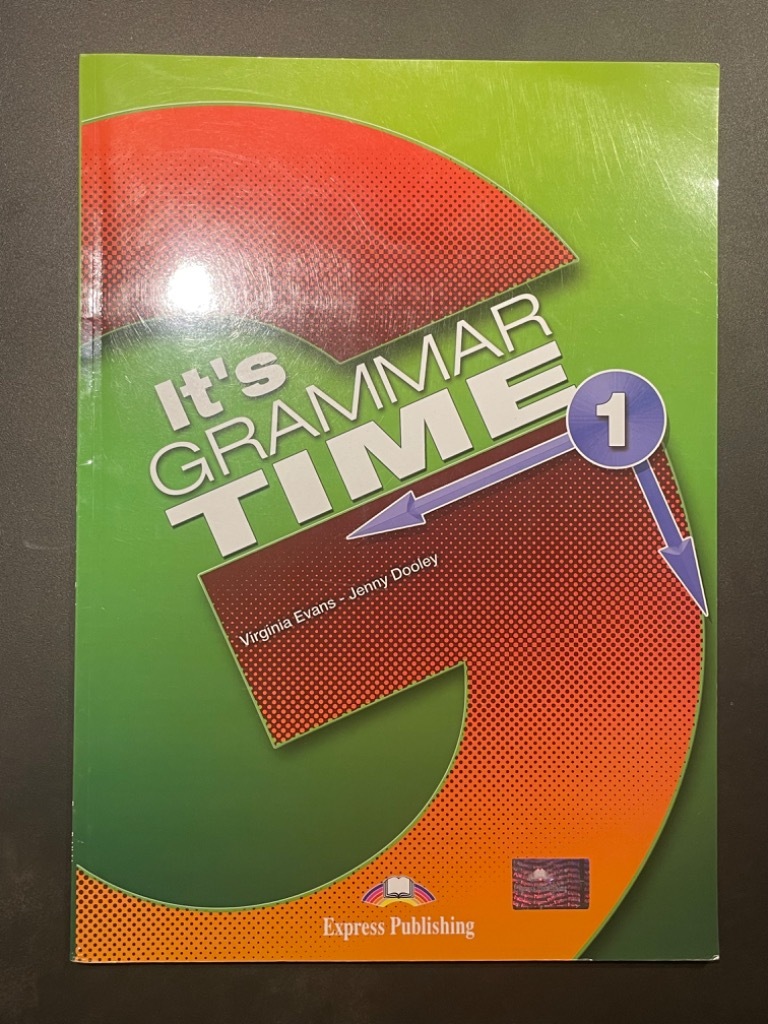 It's
GRAMMAR
TIME
1
Virginia Evans - Jenny Dooley
Express Publishing